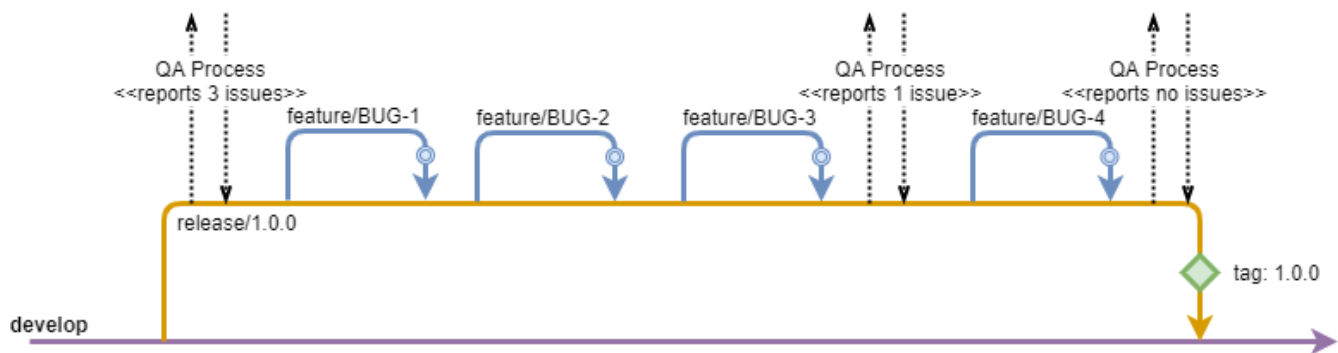 QA Process
<<reports 3 issues>>
QA Process
<<reports 1 issue>>
QA Process
<<reports no issues>>
feature/BUG-1
feature/BUG-2
feature/BUG-3
feature/BUG-4
release/1.0.0
tag: 1.0.0
develop